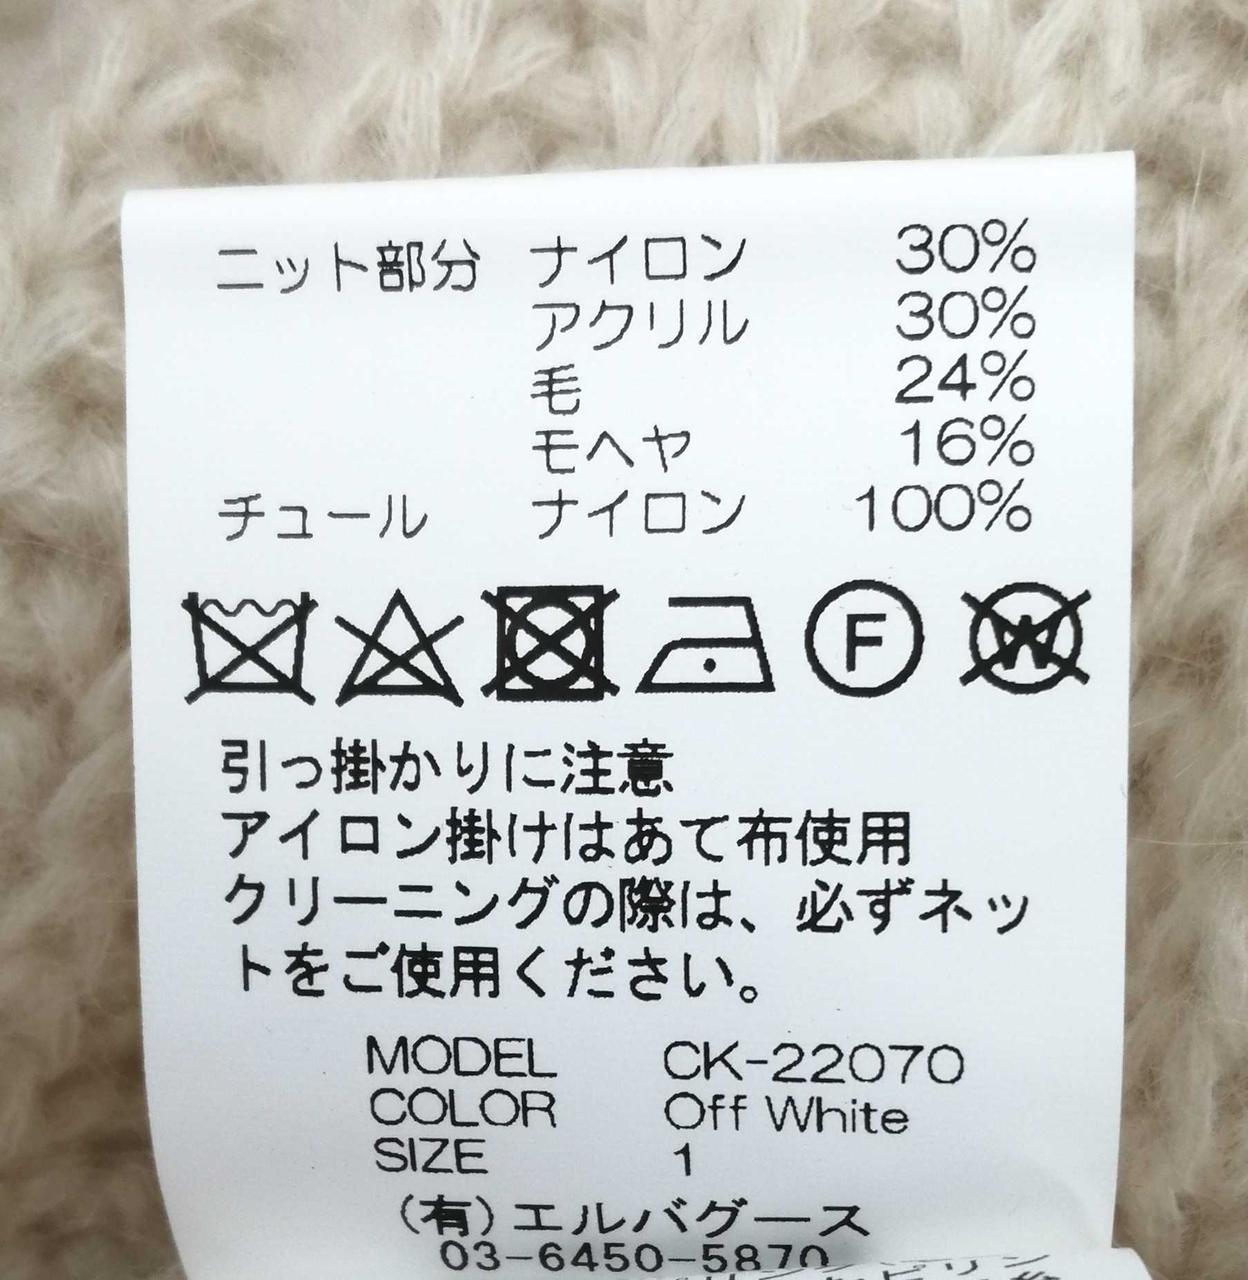 ニット部分 ナイロン 30%
アクリル 30%
毛 24%
モヘヤ 16%
チュール ナイロン 100%
F W
引っ掛かりに注意
アイロン掛けはあて布使用
クリーニングの際は、必ずネッ
トをご使用ください。
MODEL CK-22070
COLOR Off White
SIZE 1
(有)エルバグース
03-6450-5870